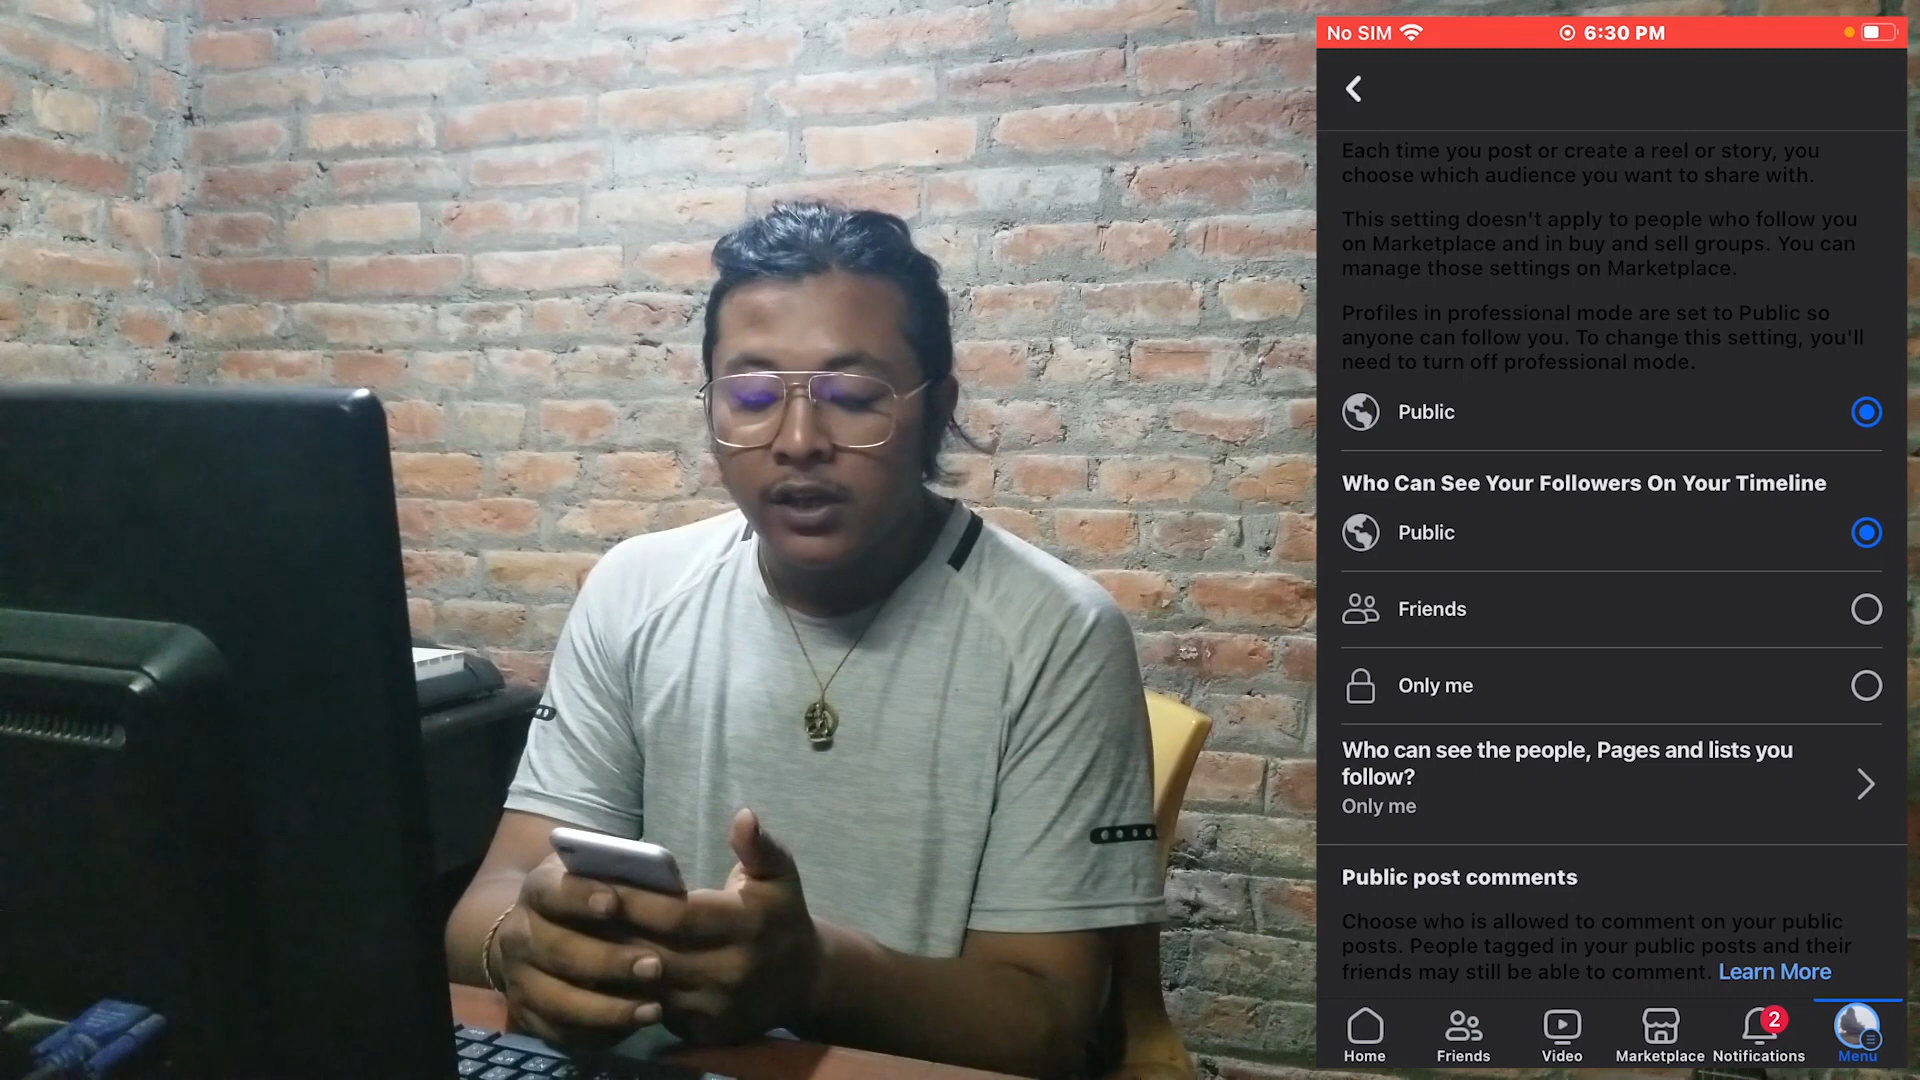 No SIM
6:30 PM
Each time you post or create a reel or story, you
choose which audience you want to share with.
This setting doesn't apply to people who follow you
on Marketplace and in buy and sell groups. You can
manage those settings on Marketplace.
Profiles in professional mode are set to Public so
anyone can follow you. To change this setting, you'll
need to turn off professional mode.
Public
Who Can See Your Followers On Your Timeline
Public
Friends
Only me
Who can see the people, Pages and lists you
follow?
Only me
Public post comments
Choose who is allowed to comment on your public
posts. People tagged in your public posts and their
friends may still be able to comment. Learn More
2
Home
Friends
Video
Marketplace
Notifications
Menu